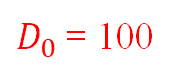 D₀ = 100